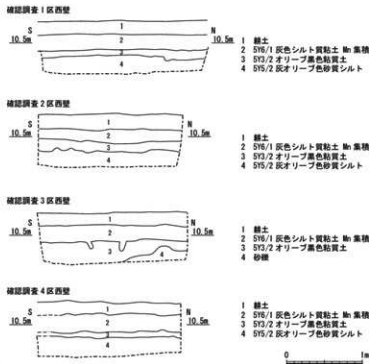 確認調査1区西壁
S
10.5m
N
10.5m
1
2
3
4
1 耕土
2 5Y6/1 灰色シルト質粘土 Mn 集積
3 5Y3/2 オリーブ黒色粘質土
4 5Y5/2 灰オリーブ色砂質シルト
確認調査2区西壁
S
10.5m
N
10.5m
1
2
3
4
1 耕土
2 5Y6/1 灰色シルト質粘土 Mn 集積
3 5Y3/2 オリーブ黒色粘質土
4 5Y5/2 灰オリーブ色砂質シルト
確認調査3区西壁
S
10.5m
N
10.5m
1
2
3
4
1 耕土
2 5Y6/1 灰色シルト質粘土 Mn 集積
3 5Y3/2 オリーブ黒色粘質土
4 砂礫
確認調査4区西壁
S
10.5m
N
10.5m
1
2
3
4
1 耕土
2 5Y6/1 灰色シルト質粘土 Mn 集積
3 5Y3/2 オリーブ黒色粘質土
4 5Y5/2 灰オリーブ色砂質シルト
0 1m